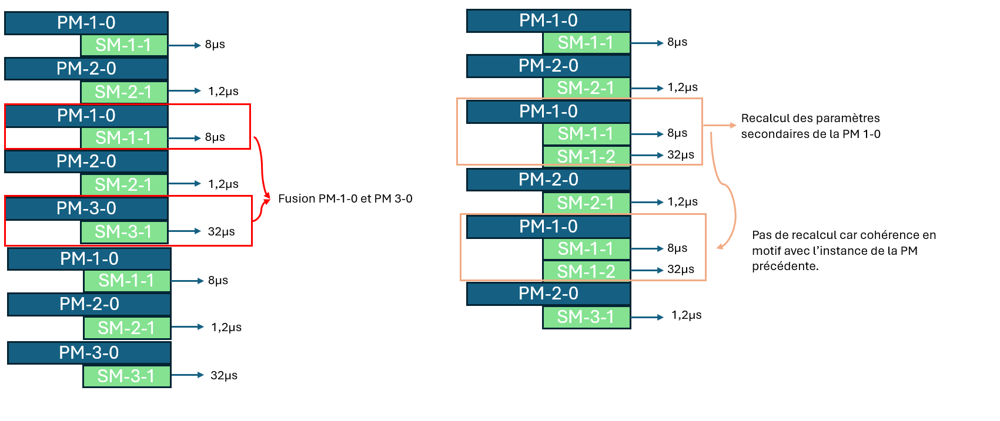 PM-1-0
SM-1-1
8µs
PM-2-0
SM-2-1
1,2µs
PM-1-0
SM-1-1
8µs
PM-2-0
SM-2-1
1,2µs
PM-3-0
SM-3-1
32µs
Fusion PM-1-0 et PM 3-0
PM-1-0
SM-1-1
8µs
PM-2-0
SM-2-1
1,2µs
PM-3-0
SM-3-1
32µs
PM-1-0
SM-1-1
8µs
PM-2-0
SM-2-1
1,2µs
PM-1-0
SM-1-1
8µs
SM-1-2
32µs
Recalcul des paramètres
secondaires de la PM 1-0
PM-2-0
SM-2-1
1,2µs
PM-1-0
SM-1-1
8µs
SM-1-2
32µs
Pas de recalcul car cohérence en
motif avec l’instance de la PM
précédente.
PM-2-0
SM-3-1
1,2µs